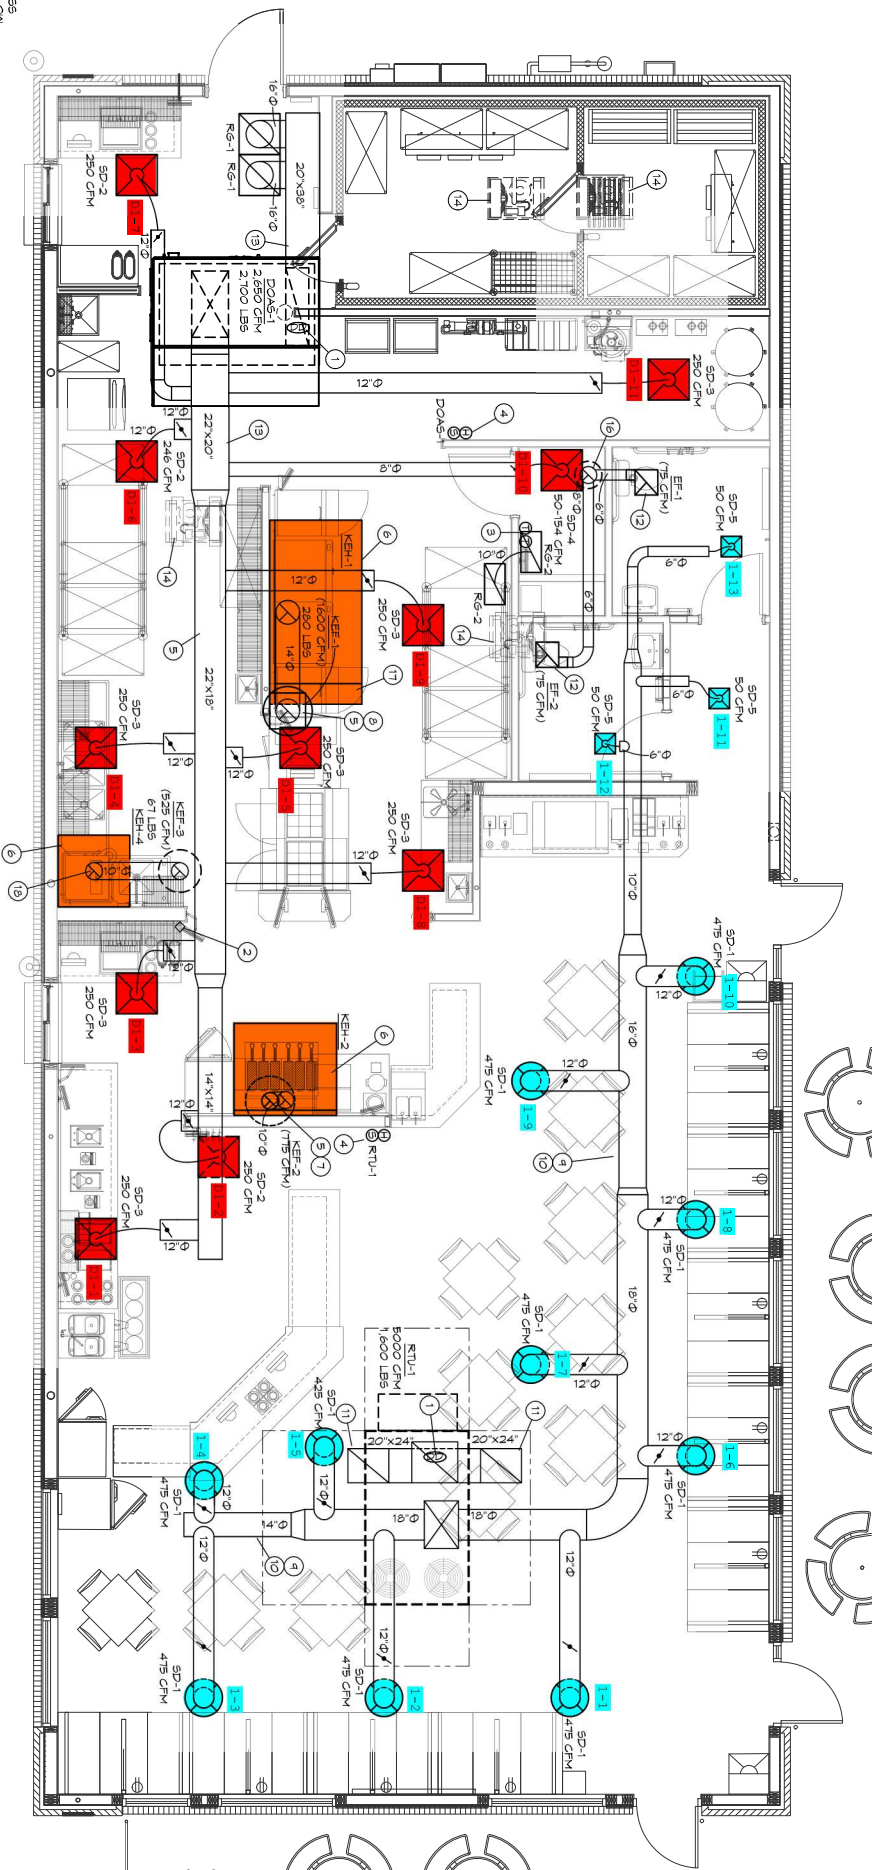 16"Φ
RG-1
RG-1
16"Φ
20"x38"
13
14
14
SD-2
250 CFM
D1-7
12"Φ
DOAS-1
2,650 CFM
2,700 LBS
1
12"Φ
D1-11
SD-3
250 CFM
4
H
S
DOAS-1
12"Φ
12"Φ
SD-2
246 CFM
D1-6
22"x20"
13
8"Φ
D1-10
SD-4
50-154 CFM
16
8"Φ
6"Φ
EF-1
(75 CFM)
12
SD-5
50 CFM
1-13
6"Φ
14
5
22"x18"
KEH-1
6
12"Φ
KEF-1
(1600 CFM)
280 LBS
14"Φ
17
5
8
SD-3
250 CFM
D1-9
3
RG-2
10"Φ
RG-2
14
6"Φ
12
EF-2
(75 CFM)
SD-5
50 CFM
1-12
6"Φ
6"Φ
SD-5
50 CFM
1-11
SD-3
250 CFM
D1-4
12"Φ
12"Φ
SD-3
250 CFM
D1-5
6
KEF-3
(525 CFM)
67 LBS
KEH-4
10"Φ
18
12"Φ
SD-3
250 CFM
D1-8
10"Φ
2
12"Φ
SD-3
250 CFM
D1-3
SD-1
475 CFM
1-10
12"Φ
16"Φ
KEH-2
6
14"x14"
12"Φ
10"Φ
KEF-2
(775 CFM)
5
7
4
H
S
RTU-1
SD-2
250 CFM
D1-2
SD-1
475 CFM
1-9
12"Φ
10
9
SD-3
250 CFM
D1-1
12"Φ
12"Φ
1-8
SD-1
475 CFM
18"Φ
SD-1
475 CFM
1-7
12"Φ
RTU-1
5000 CFM
1,600 LBS
12"Φ
1-6
SD-1
475 CFM
1-4
SD-1
475 CFM
12"Φ
1-5
SD-1
425 CFM
12"Φ
11
20"x24"
1
20"x24"
11
14"Φ
18"Φ
18"Φ
10
9
12"Φ
12"Φ
12"Φ
SD-1
475 CFM
1-3
SD-1
475 CFM
1-2
SD-1
475 CFM
1-1